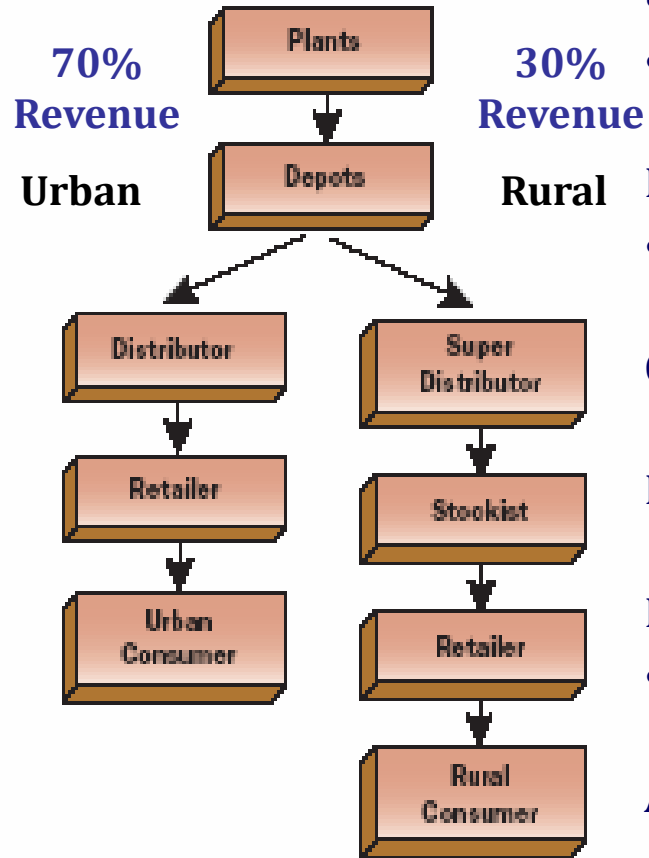 Plants
70%
Revenue
30%
Revenue
Urban
Depots
Rural
Distributor
Super
Distributor
Retailer
Stockist
Urban
Consumer
Retailer
Rural
Consumer